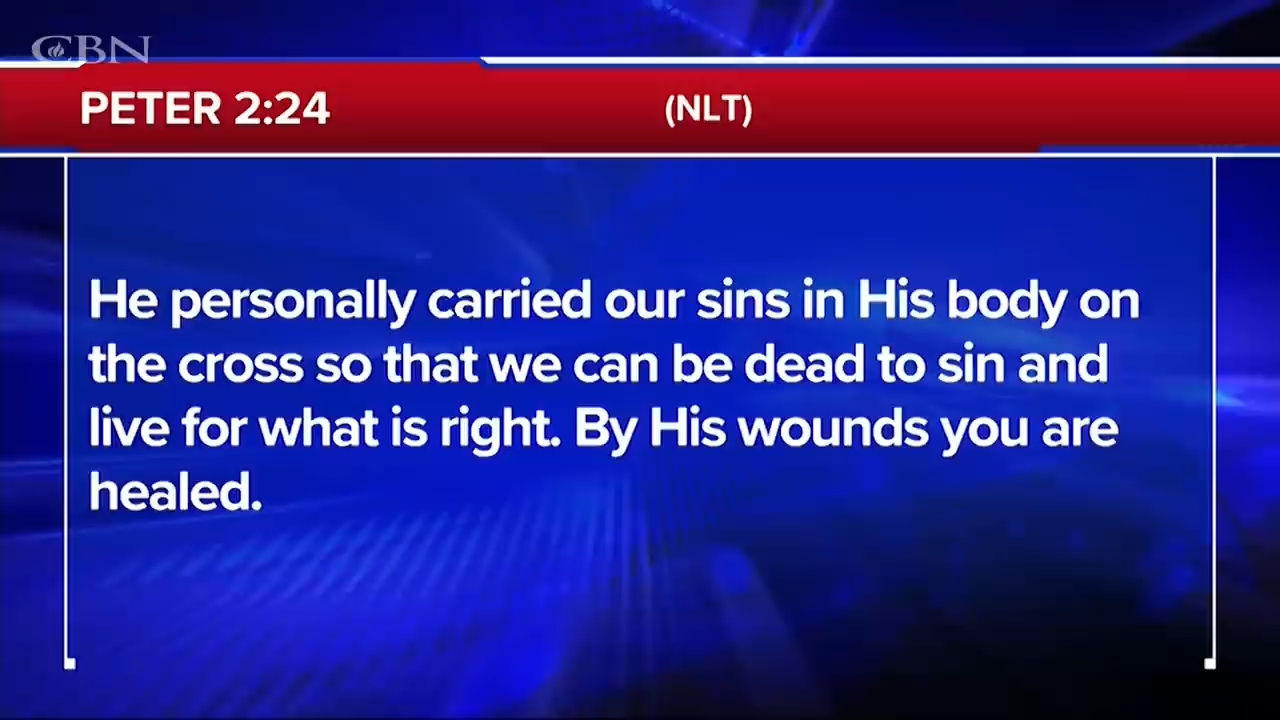 CBN
PETER 2:24 (NLT)
He personally carried our sins in His body on
the cross so that we can be dead to sin and
live for what is right. By His wounds you are
healed.